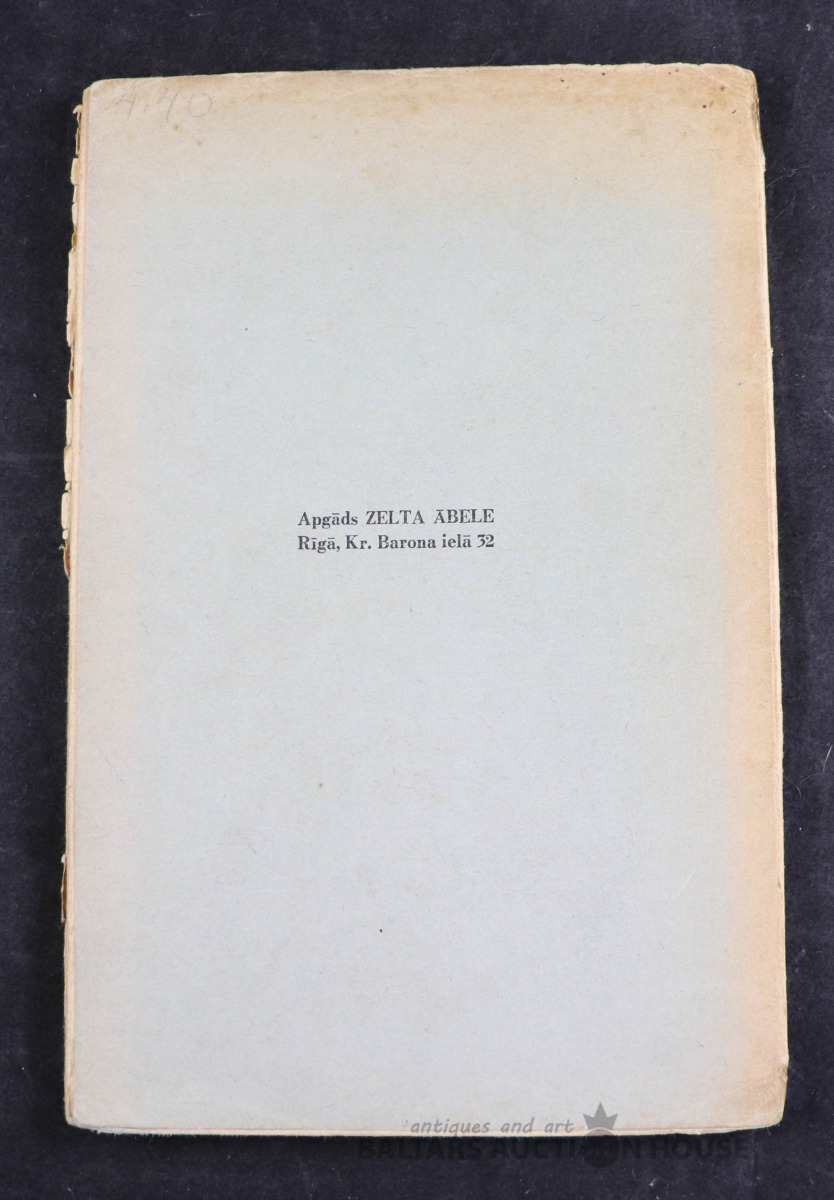 4.40
Apgāds ZELTA ĀBELE
Rīgā, Kr. Barona ielā 32
antiques and art
BALTARS AUCTION HOUSE